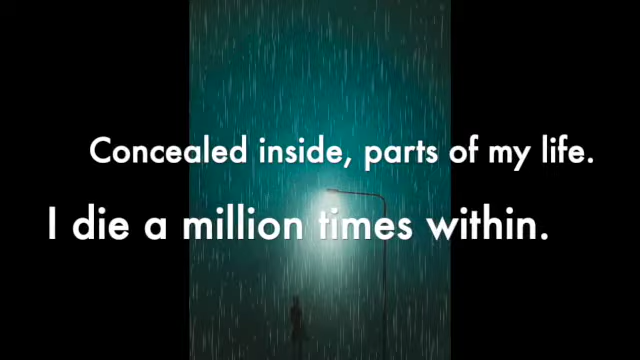 Concealed inside, parts of my life.
I die a million times within.